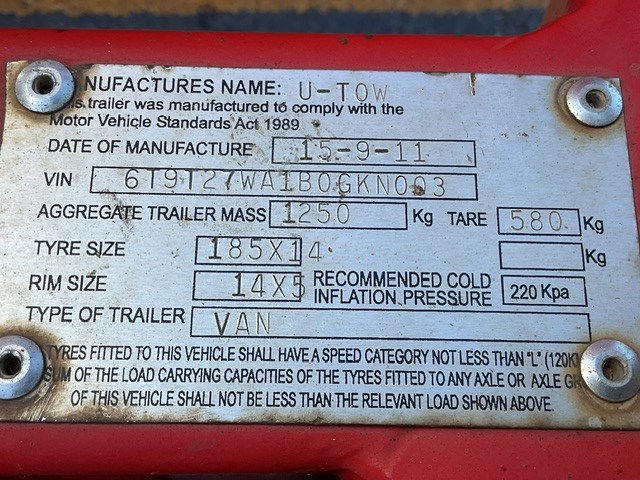 NUFACTURES NAME: U-TOW
is trailer was manufactured to comply with the
Motor Vehicle Standards Act 1989
DATE OF MANUFACTURE 15-9-11
VIN 6T9T27WA1B0GKN003
AGGREGATE TRAILER MASS 1250 Kg TARE 580 Kg
TYRE SIZE 185X14 Kg
RIM SIZE 14X5 RECOMMENDED COLD INFLATION PRESSURE 220 Kpa
TYPE OF TRAILER VAN
TYRES FITTED TO THIS VEHICLE SHALL HAVE A SPEED CATEGORY NOT LESS THAN "L" (120K
SUM OF THE LOAD CARRYING CAPACITIES OF THE TYRES FITTED TO ANY AXLE OR AXLE GR
OF THIS VEHICLE SHALL NOT BE LESS THAN THE RELEVANT LOAD SHOWN ABOVE.